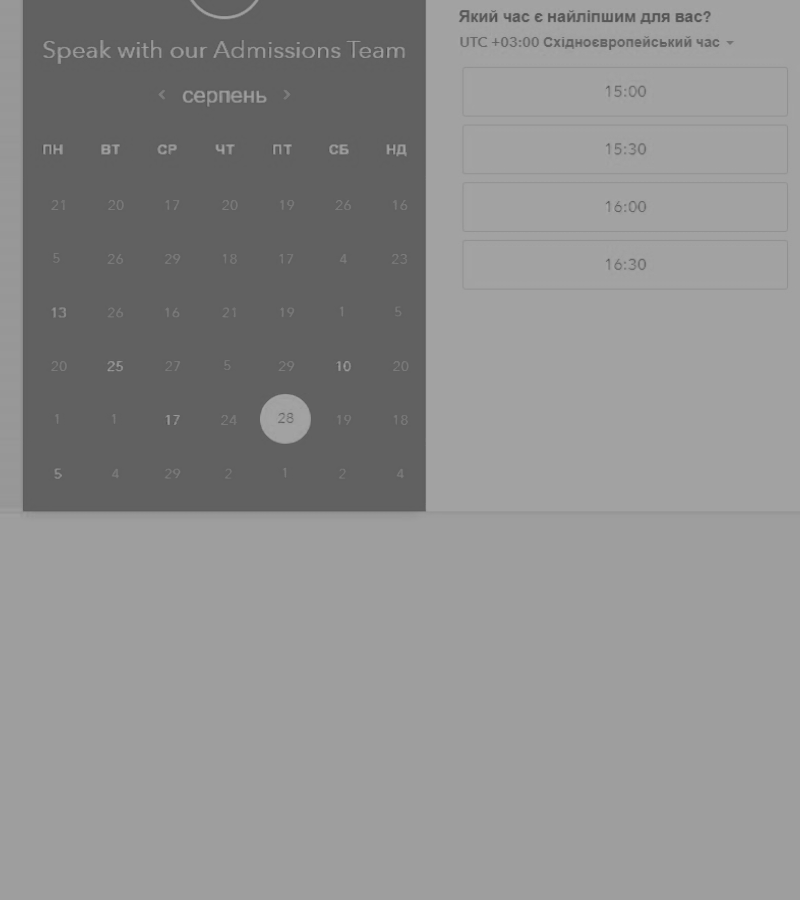 Speak with our Admissions Team
‹ серпень ›
ПН ВТ СР ЧТ ПТ СБ НД
21 20 17 20 19 26 16
5 26 29 18 17 4 23
13 26 16 21 19 1 5
20 25 27 5 29 10 20
1 1 17 24 28 19 18
5 4 29 2 1 2 4
Який час є найліпшим для вас?
UTC +03:00 Східноєвропейський час
15:00
15:30
16:00
16:30